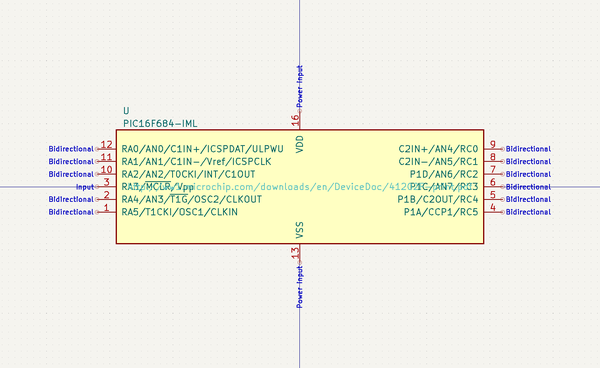 Power Input
16
U
PIC16F684-IML
VDD
Bidirectional 12 RA0/AN0/C1IN+/ICSPDAT/ULPWU C2IN+/AN4/RC0 9 Bidirectional
Bidirectional 11 RA1/AN1/C1IN-/Vref/ICSPCLK C2IN-/AN5/RC1 8 Bidirectional
Bidirectional 10 RA2/AN2/T0CKI/INT/C1OUT P1D/AN6/RC2 7 Bidirectional
Input 3 RA3/MCLR/Vpp microchip.com/downloads/en/DeviceDoc/ P1C/AN7/RC3 6 Bidirectional
Bidirectional 2 RA4/AN3/T1G/OSC2/CLKOUT P1B/C2OUT/RC4 5 Bidirectional
Bidirectional 1 RA5/T1CKI/OSC1/CLKIN P1A/CCP1/RC5 4 Bidirectional
VSS
13
Power Input